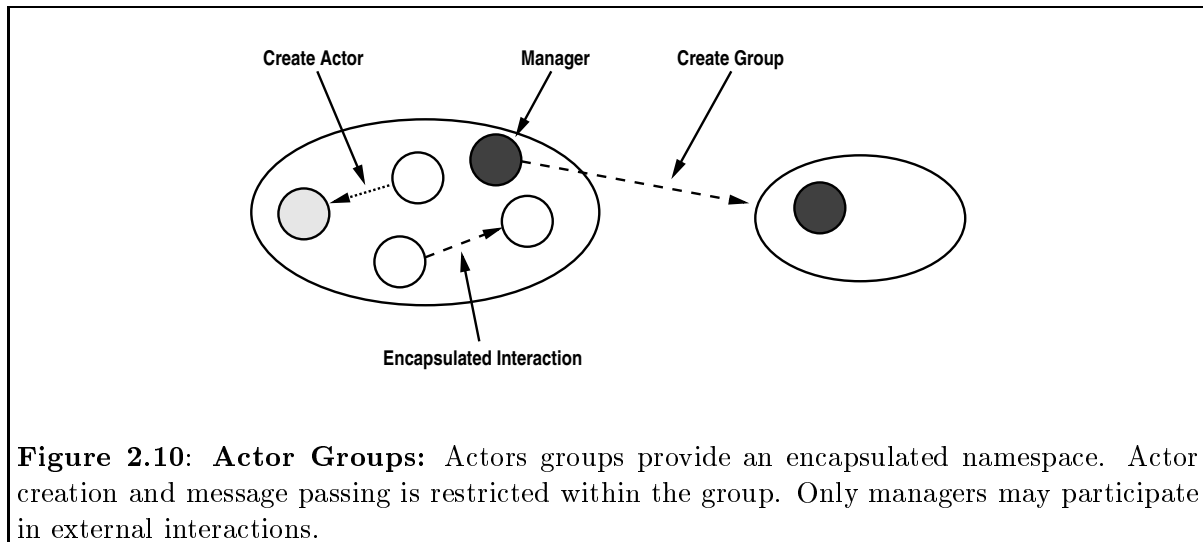 Create Actor
Manager
Create Group
Encapsulated Interaction
Figure 2.10: Actor Groups: Actors groups provide an encapsulated namespace. Actor
creation and message passing is restricted within the group. Only managers may participate
in external interactions.